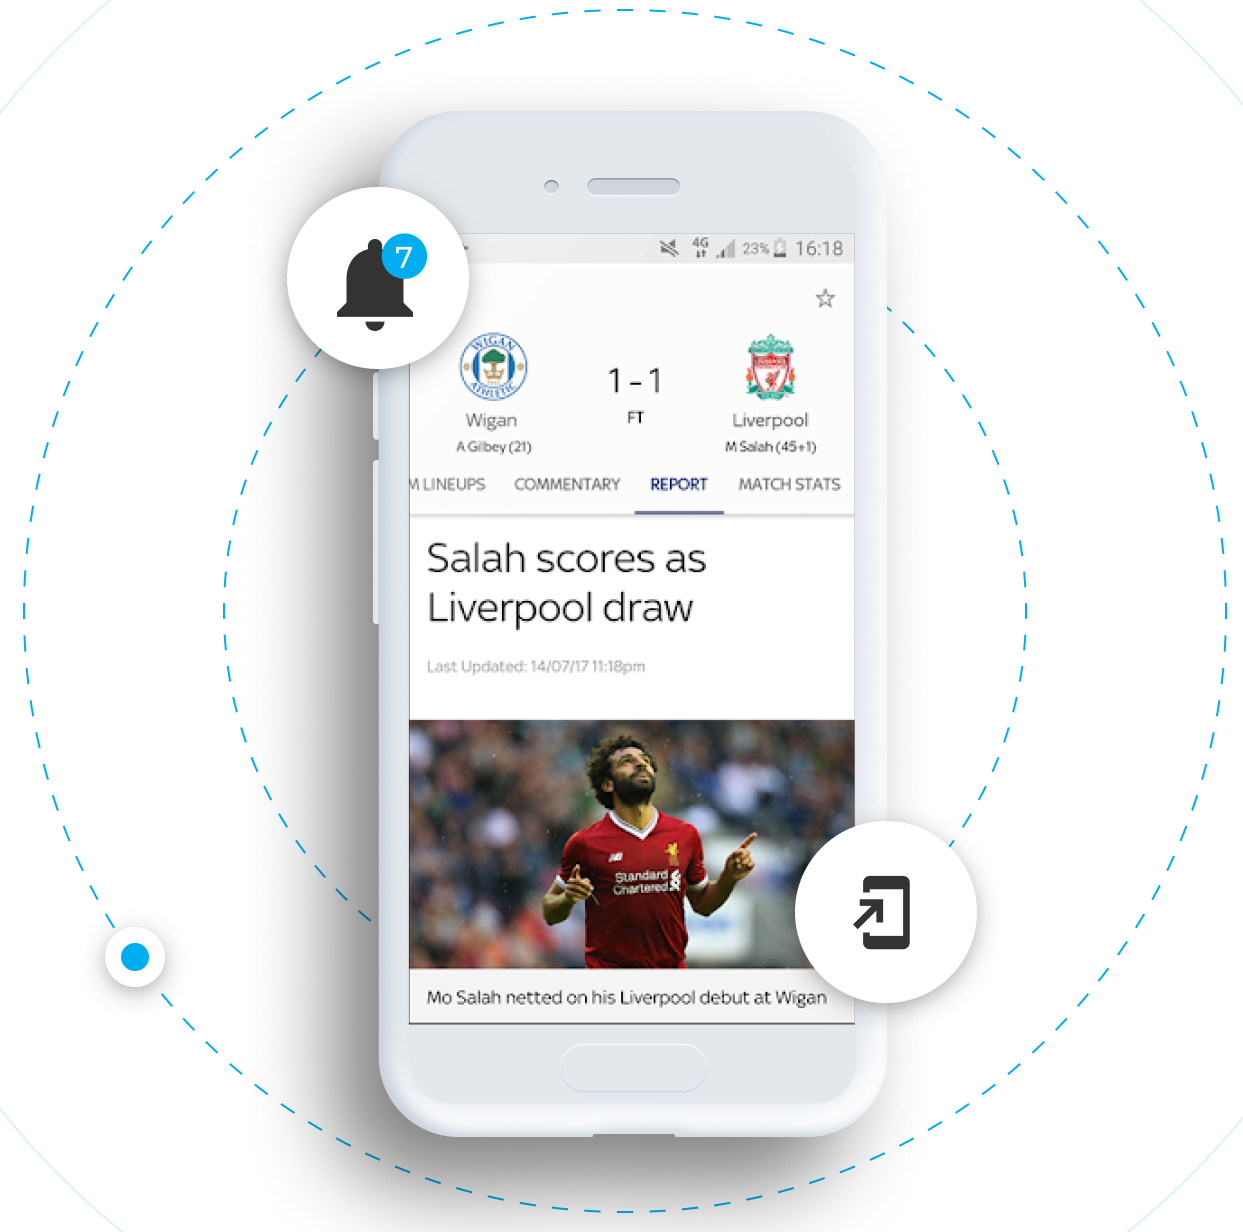 7
4G 23% 16:18
WIGAN
ATHLETIC
1 - 1
FT
Wigan
Liverpool
A Gilbey (21)
M Salah (45+1)
M LINEUPS COMMENTARY REPORT MATCH STATS
Salah scores as
Liverpool draw
Last Updated: 14/07/17 11:18pm
Standard
Chartered
Mo Salah netted on his Liverpool debut at Wigan